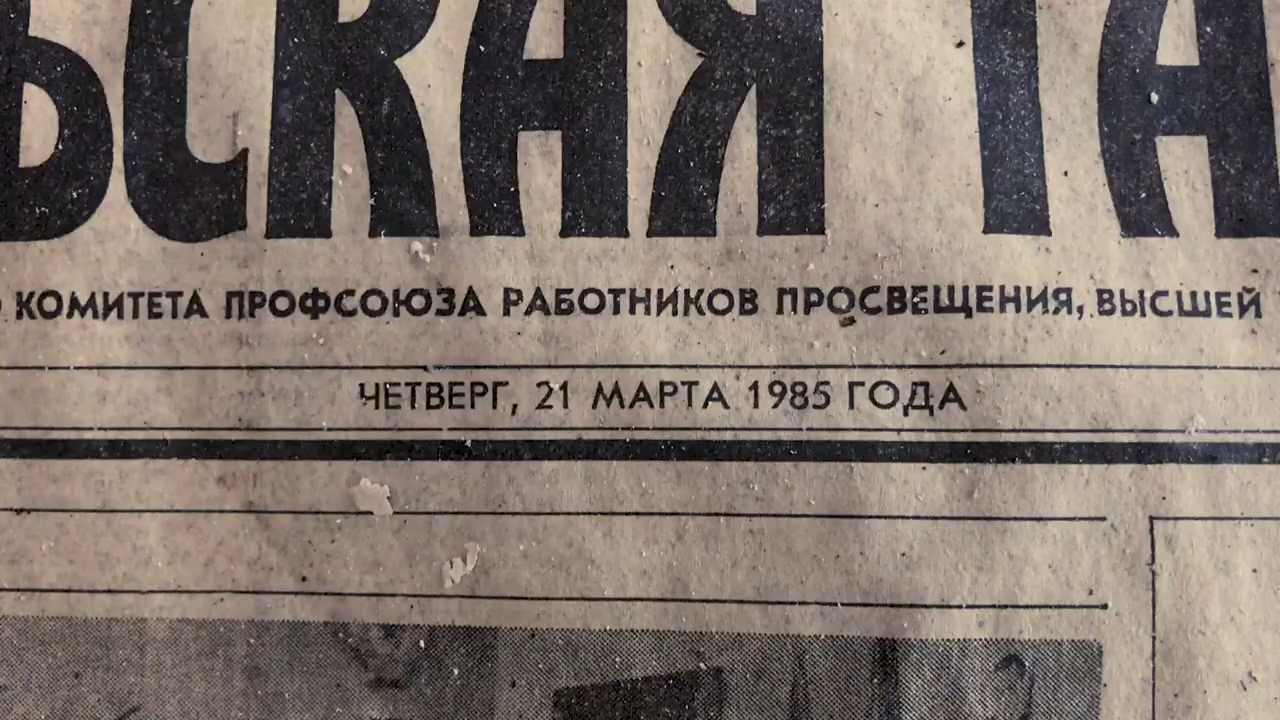 ЬСКАЯ ГА
КОМИТЕТА ПРОФСОЮЗА РАБОТНИКОВ ПРОСВЕЩЕНИЯ, ВЫСШЕЙ
ЧЕТВЕРГ, 21 МАРТА 1985 ГОДА